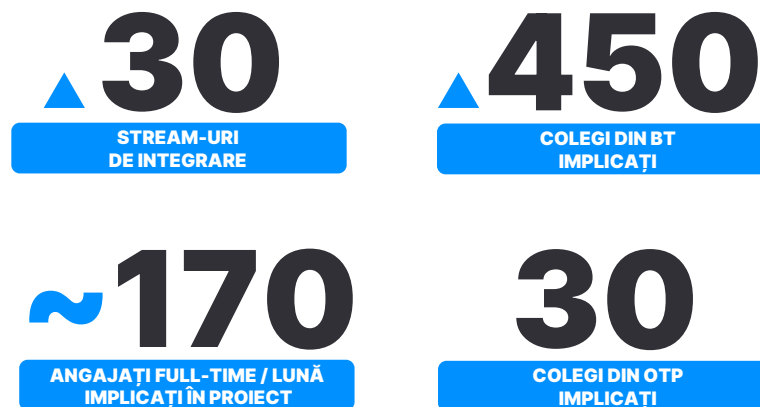 30
STREAM-URI
DE INTEGRARE
450
COLEGI DIN BT
IMPLICAȚI
~170
ANGAJAȚI FULL-TIME / LUNĂ
IMPLICAȚI ÎN PROIECT
30
COLEGI DIN OTP
IMPLICAȚI